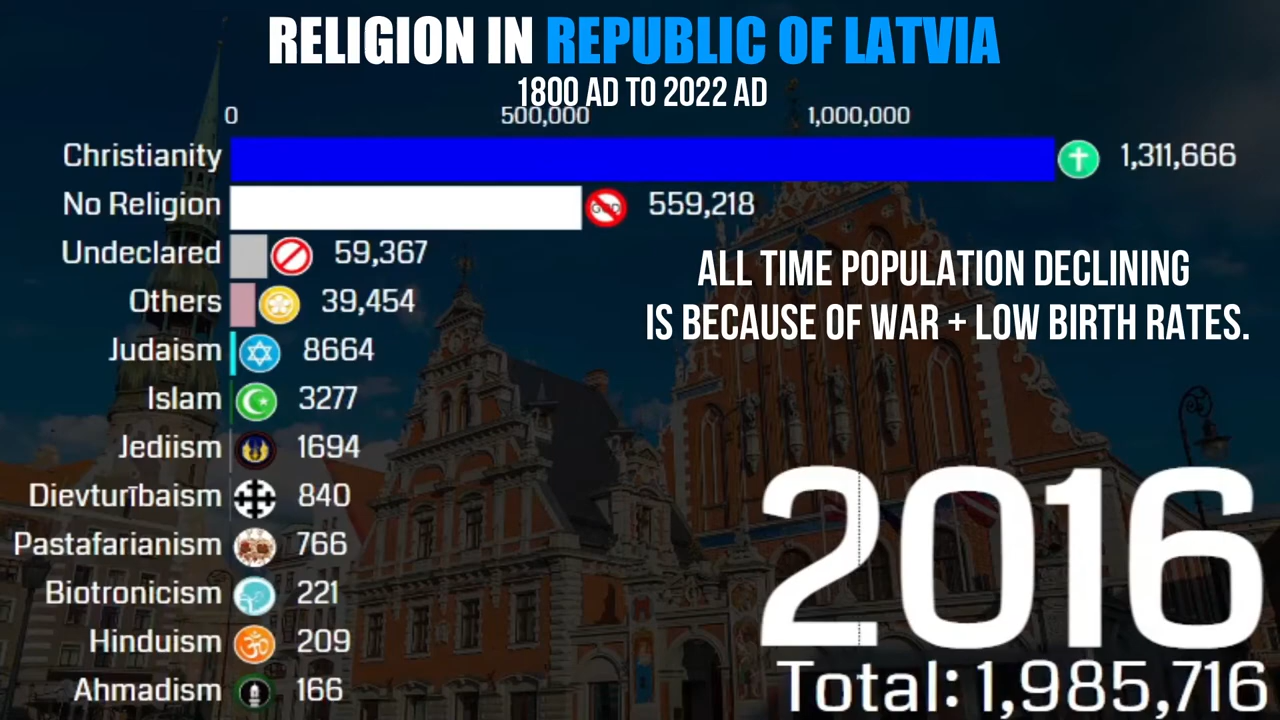 RELIGION IN REPUBLIC OF LATVIA
1800 AD TO 2022 AD
0 500,000 1,000,000
Christianity 1,311,666
No Religion 559,218
Undeclared 59,367
Others 39,454
Judaism 8664
Islam 3277
Jediism 1694
Dievturībaism 840
Pastafarianism 766
Biotronicism 221
Hinduism 209
Ahmadism 166
ALL TIME POPULATION DECLINING
IS BECAUSE OF WAR + LOW BIRTH RATES.
2016
Total: 1,985,716